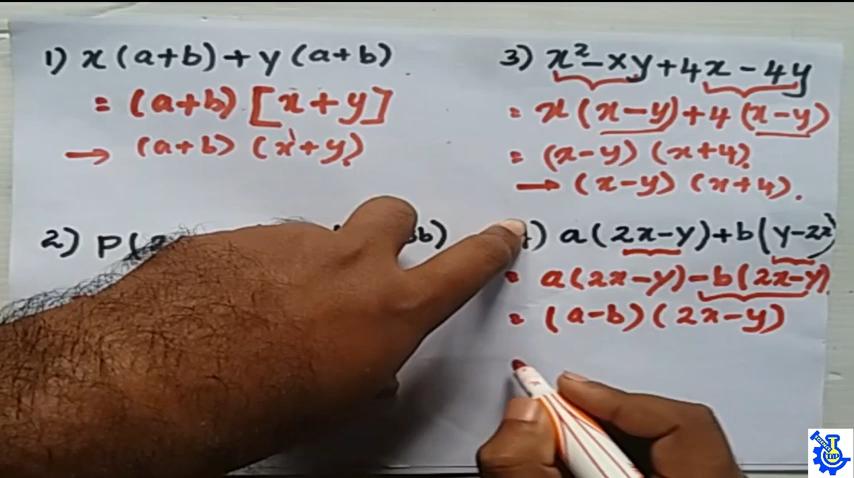 1) x(a+b)+y(a+b)
= (a+b) [x+y]
→ (a+b) (x+y).
2) P(
b)
3) x²-xy+4x-4y
= x(x-y)+4(x-y)
= (x-y) (x+4).
→ (x-y) (x+4).
) a(2x-y)+b(y-2x)
= a(2x-y)-b(2x-y)
= (a-b)(2x-y)